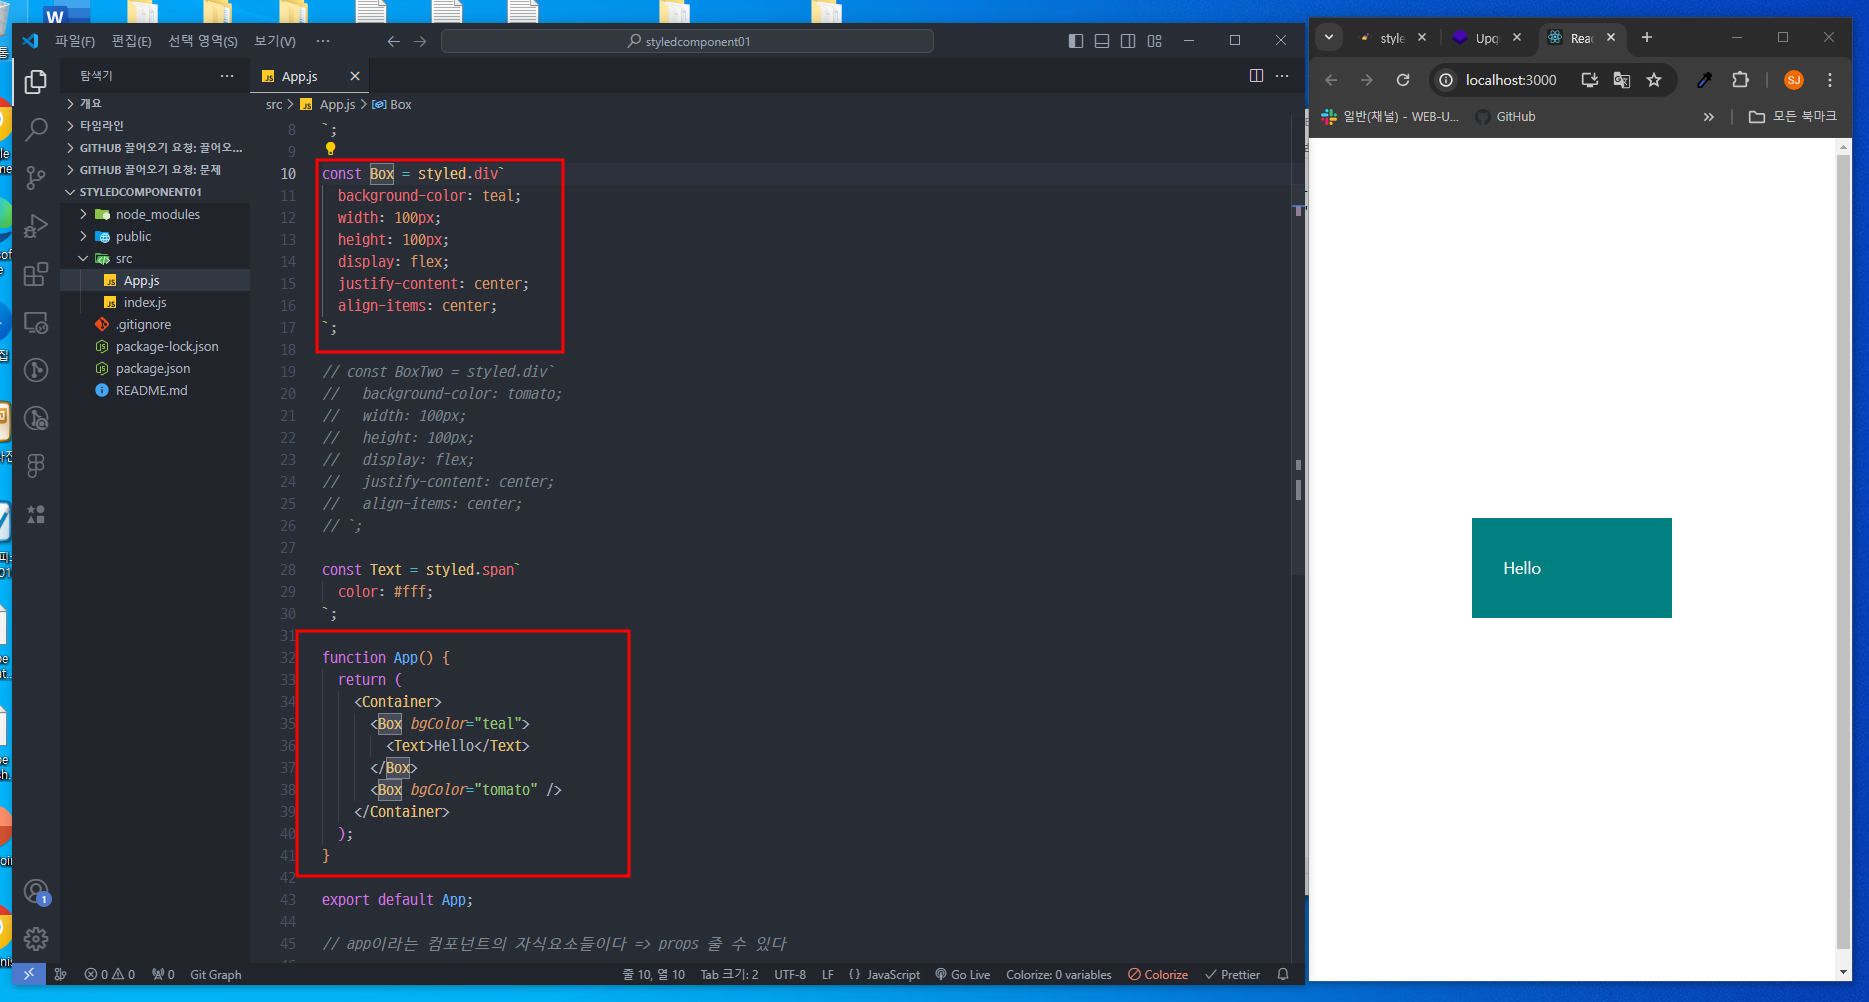 W
파일(F) 편집(E) 선택 영역(S) 보기(V) ···
styledcomponent01
탐색기 ···
JS App.js
src > JS App.js > Box
개요
타임라인
GITHUB 끌어오기 요청: 끌어오...
GITHUB 끌어오기 요청: 문제
STYLEDCOMPONENT01
node_modules
public
src
JS App.js
JS index.js
.gitignore
package-lock.json
package.json
README.md
1
8 `;
9
10 const Box = styled.div`
11 background-color: teal;
12 width: 100px;
13 height: 100px;
14 display: flex;
15 justify-content: center;
16 align-items: center;
17 `;
18
19 // const BoxTwo = styled.div`
20 // background-color: tomato;
21 // width: 100px;
22 // height: 100px;
23 // display: flex;
24 // justify-content: center;
25 // align-items: center;
26 // `;
27
28 const Text = styled.span`
29 color: #fff;
30 `;
31
32 function App() {
33 return (
34 <Container>
35 <Box bgColor="teal">
36 <Text>Hello</Text>
37 </Box>
38 <Box bgColor="tomato" />
39 </Container>
40 );
41 }
42
43 export default App;
44
45 // app이라는 컴포넌트의 자식요소들이다 => props 줄 수 있다
0 0 0 Git Graph
줄 10, 열 10 Tab 크기: 2 UTF-8 LF {} JavaScript Go Live Colorize: 0 variables Colorize Prettier
style Upg Reac
localhost:3000 SJ
일반(채널) - WEB-U... GitHub » 모든 북마크
Hello